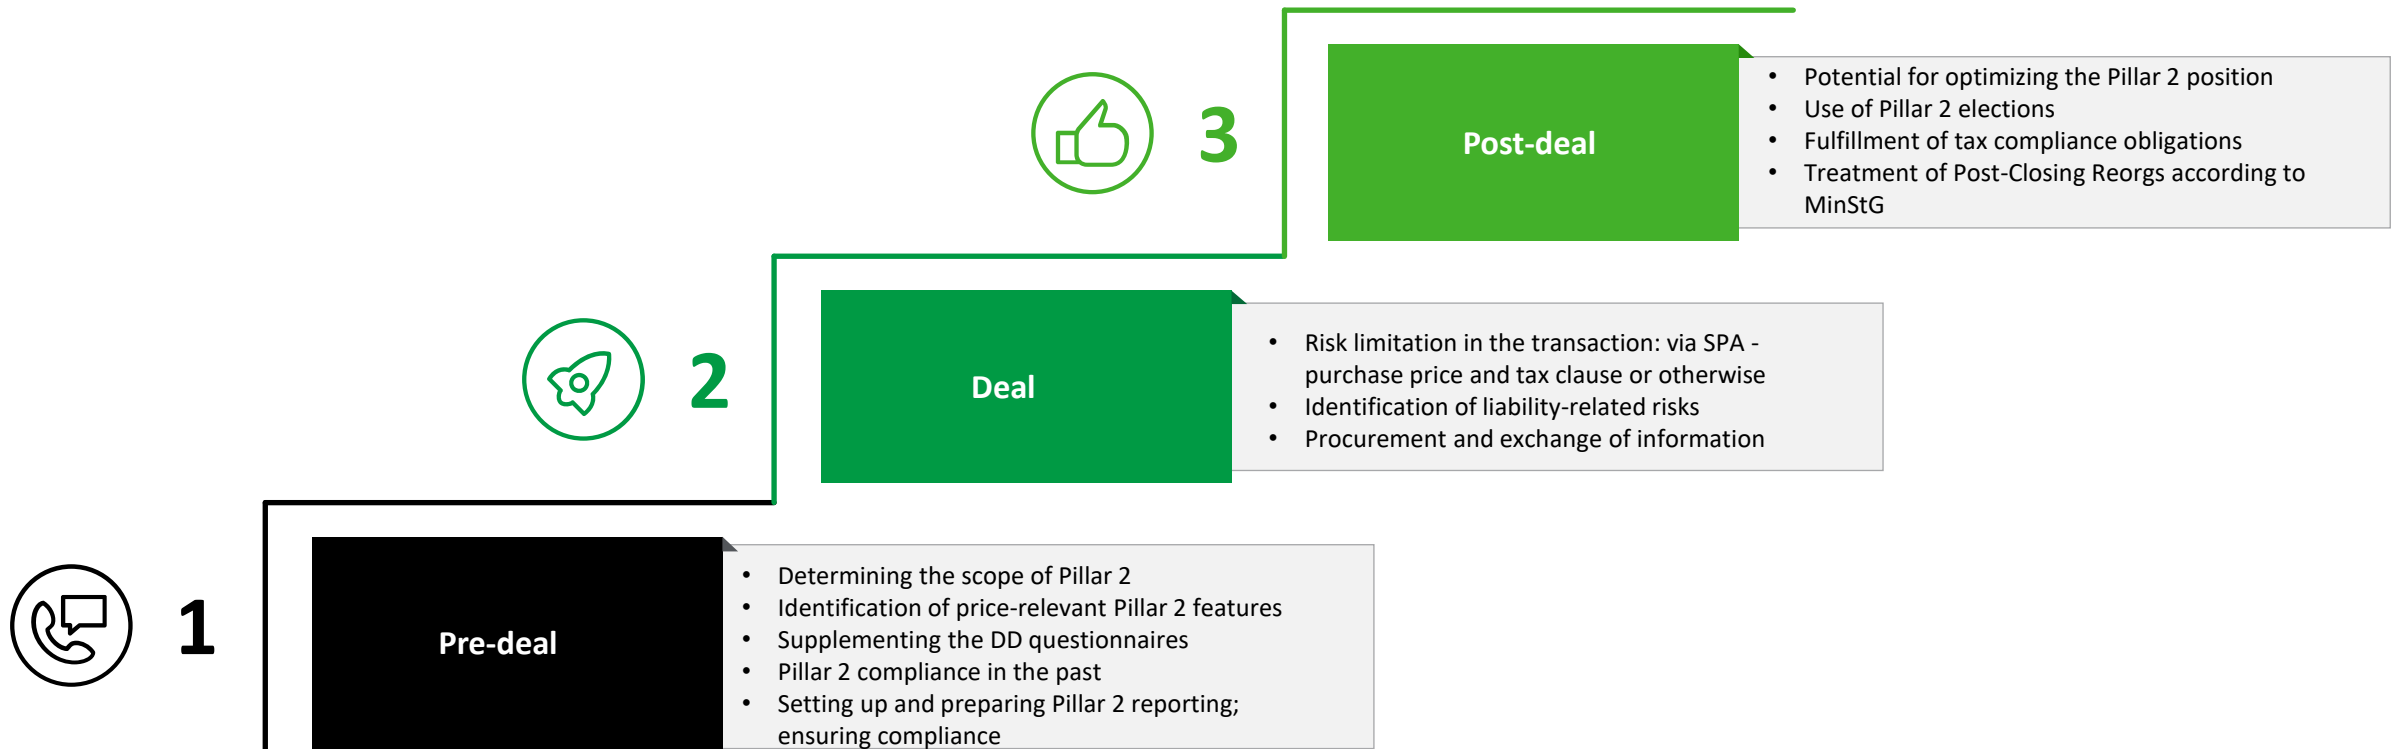 3
Post-deal
• Potential for optimizing the Pillar 2 position
• Use of Pillar 2 elections
• Fulfillment of tax compliance obligations
• Treatment of Post-Closing Reorgs according to
MinStG
2
Deal
• Risk limitation in the transaction: via SPA -
purchase price and tax clause or otherwise
• Identification of liability-related risks
• Procurement and exchange of information
1
Pre-deal
• Determining the scope of Pillar 2
• Identification of price-relevant Pillar 2 features
• Supplementing the DD questionnaires
• Pillar 2 compliance in the past
• Setting up and preparing Pillar 2 reporting;
ensuring compliance